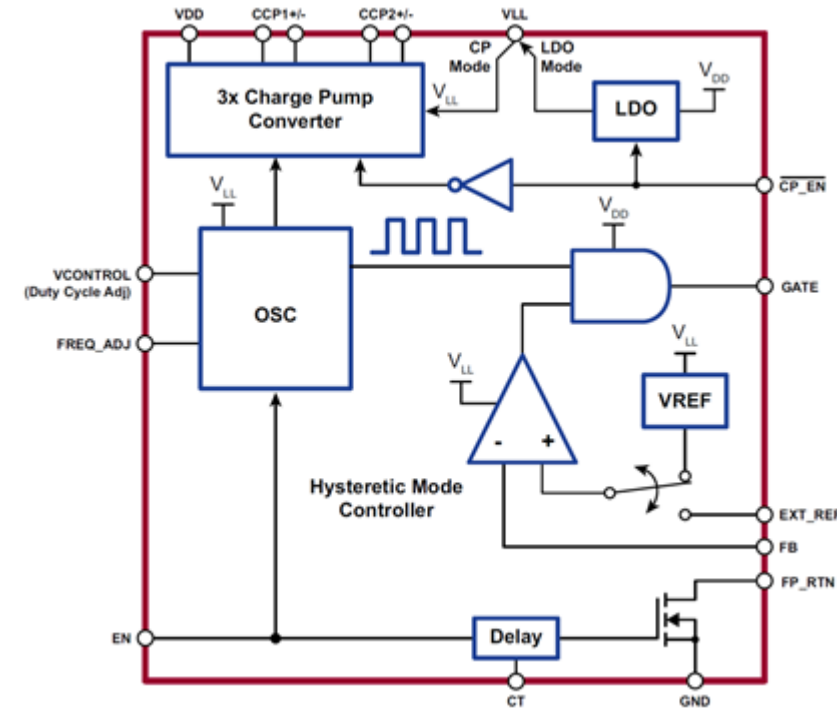 VDD
CCP1+/-
CCP2+/-
VLL
CP
Mode
LDO
Mode
3x Charge Pump
Converter
VLL
LDO
VDD
CP_EN
VLL
VDD
VCONTROL
(Duty Cycle Adj)
OSC
GATE
FREQ_ADJ
VLL
VLL
VREF
-
+
Hysteretic Mode
Controller
EXT_REF
FB
FP_RTN
EN
Delay
CT
GND